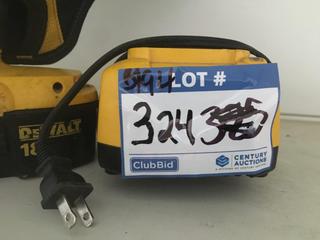 LOT #
324
DEWALT
18
ClubBid
CENTURY
AUCTIONS